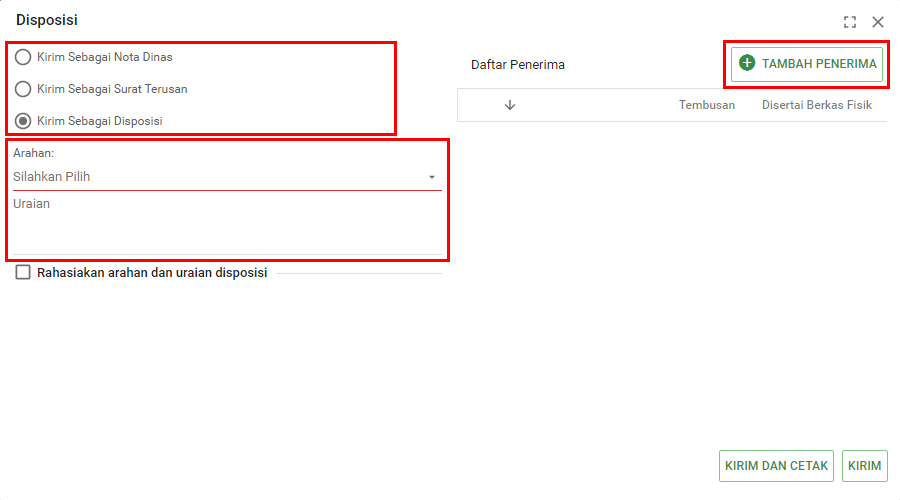 Disposisi
Kirim Sebagai Nota Dinas
Kirim Sebagai Surat Terusan
Kirim Sebagai Disposisi
Arahan:
Silahkan Pilih
Uraian
Rahasiakan arahan dan uraian disposisi
Daftar Penerima
TAMBAH PENERIMA
Tembusan Disertai Berkas Fisik
KIRIM DAN CETAK KIRIM